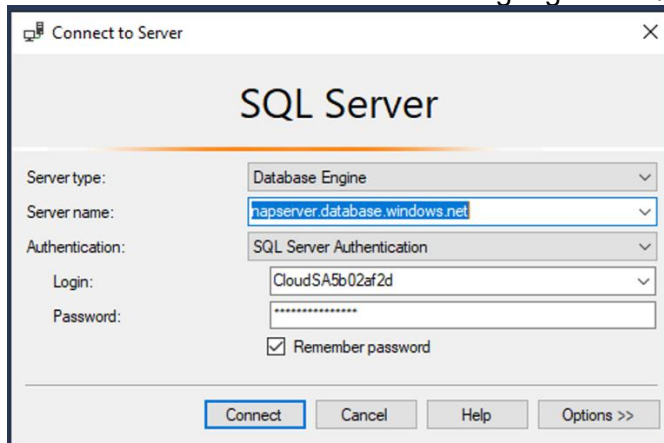 Connect to Server
SQL Server
Server type: Database Engine
Server name: napserver.database.windows.net
Authentication: SQL Server Authentication
Login: CloudSA5b02af2d
Password: ***************
Remember password
Connect Cancel Help Options >>